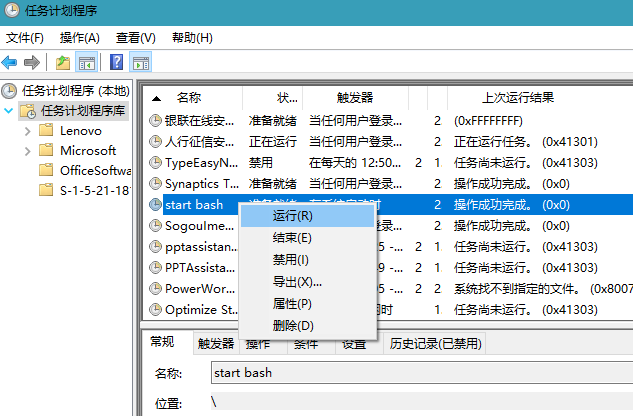 任务计划程序
文件(F) 操作(A) 查看(V) 帮助(H)
任务计划程序 (本地)
任务计划程序库
Lenovo
Microsoft
OfficeSoftwa
S-1-5-21-18
名称 状... 触发器 上次运行结果
银联在线安... 准备就绪 当任何用户登录... 2 (0xFFFFFFFF)
人行征信安... 正在运行 当任何用户登录... 2 正在运行任务。 (0x41301)
TypeEasyN... 禁用 在每天的 12:50... 2 1 任务尚未运行。 (0x41303)
Synaptics T... 准备就绪 当任何用户登录... 2 操作成功完成。 (0x0)
start bash 2 操作成功完成。 (0x0)
SogouIme... 录... 2 操作成功完成。 (0x0)
pptassistan... 2 1 任务尚未运行。 (0x41303)
PPTAssista... 9 -... 2 1 任务尚未运行。 (0x41303)
PowerWor... 5 -... 2 2 系统找不到指定的文件。 (0x8007
Optimize St... 时 1 任务尚未运行。 (0x41303)
运行(R)
结束(E)
禁用(I)
导出(X)...
属性(P)
删除(D)
常规 触发器 操作 条件 设置 历史记录(已禁用)
名称: start bash
位置: \